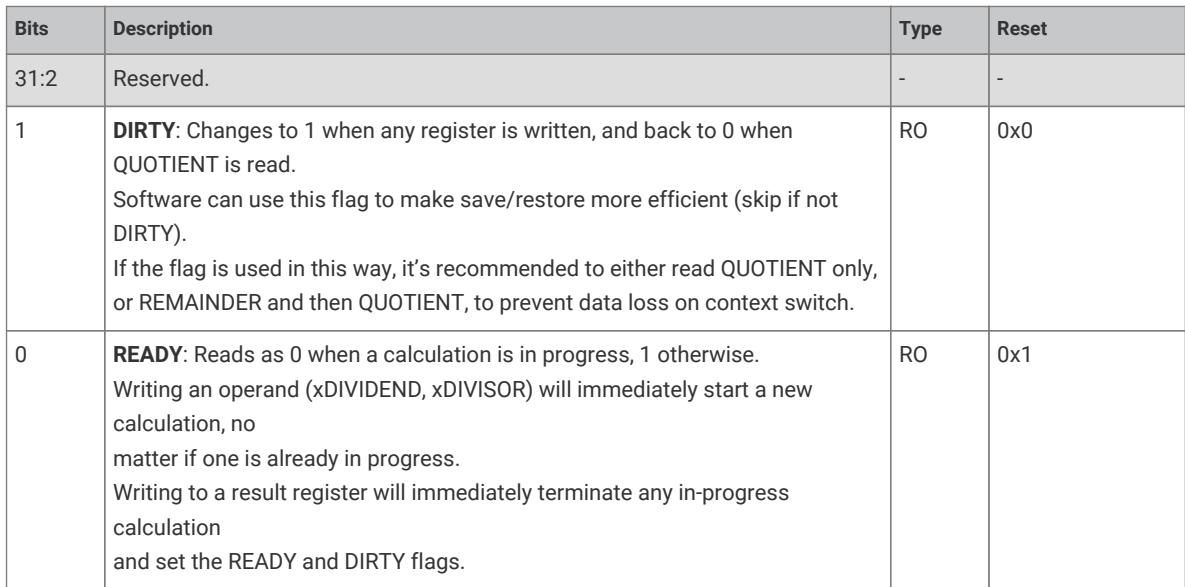 Bits Description Type Reset
31:2 Reserved. - -
1 DIRTY: Changes to 1 when any register is written, and back to 0 when RO 0x0
QUOTIENT is read.
Software can use this flag to make save/restore more efficient (skip if not
DIRTY).
If the flag is used in this way, it's recommended to either read QUOTIENT only,
or REMAINDER and then QUOTIENT, to prevent data loss on context switch.
0 READY: Reads as 0 when a calculation is in progress, 1 otherwise. RO 0x1
Writing an operand (xDIVIDEND, xDIVISOR) will immediately start a new
calculation, no
matter if one is already in progress.
Writing to a result register will immediately terminate any in-progress
calculation
and set the READY and DIRTY flags.